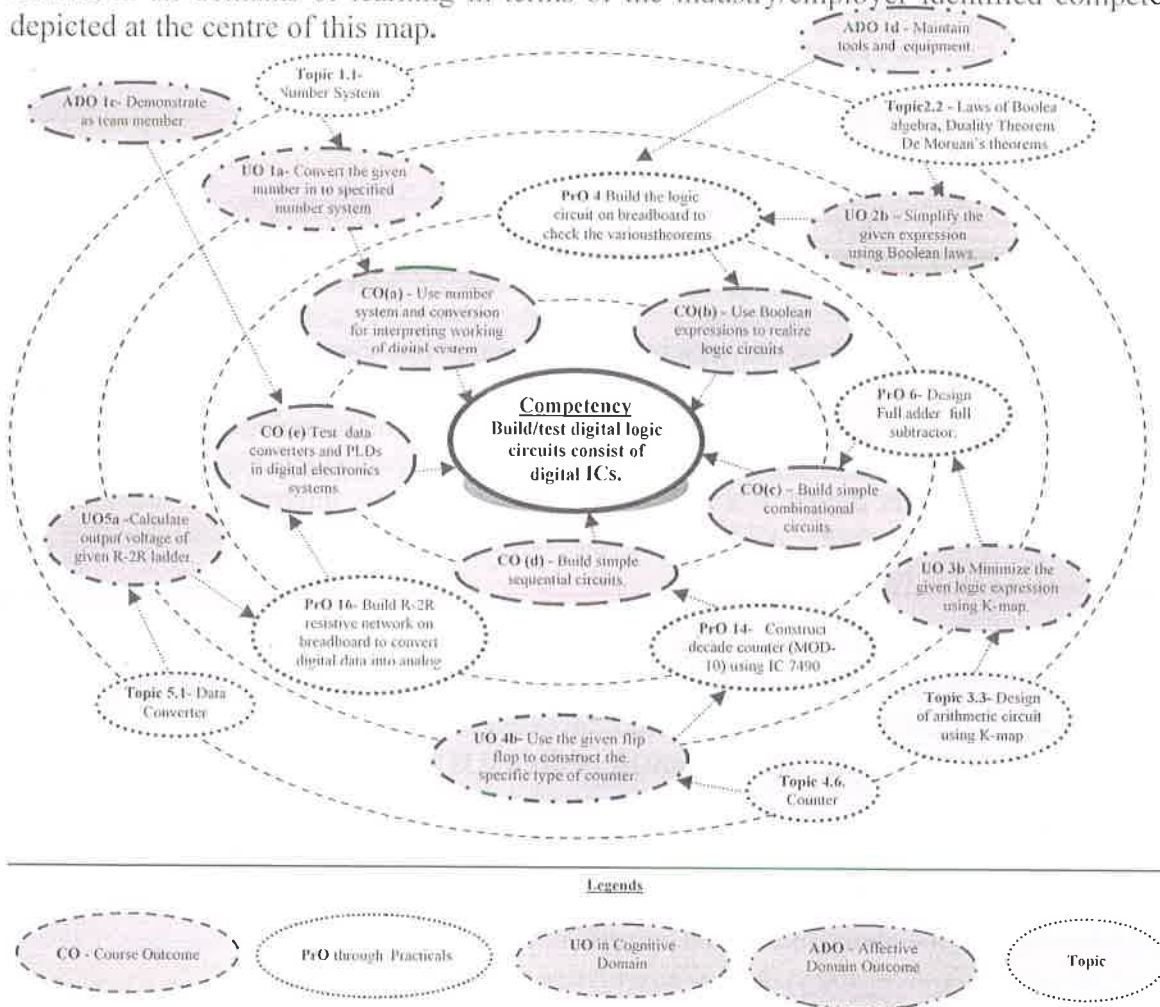 depicted at the centre of this map.
ADO 1d - Maintain
tools and equipment.
Topic 1.1-
Number System
ADO 1c- Demonstrate
as team member
Topic2.2 - Laws of Boolea
algebra, Duality Theorem
De Morgan's theorems
UO 1a- Convert the given
number in to specified
number system
PrO 4 Build the logic
circuit on breadboard to
check the varioustheorems
UO 2b – Simplify the
given expression
using Boolean laws.
CO(a) - Use number
system and conversion
for interpreting working
of digital system
CO(b) - Use Boolean
expressions to realize
logic circuits
PrO 6- Design
Full adder full
subtractor.
Competency
Build/test digital logic
circuits consist of
digital ICs.
CO (e) Test data
converters and PLDs
in digital electronics
systems.
CO(c) – Build simple
combinational
circuits.
UO5a -Calculate
output voltage of
given R-2R ladder.
CO (d) - Build simple
sequential circuits.
UO 3b Minimize the
given logic expression
using K-map.
PrO 16- Build R-2R
resistive network on
breadboard to convert
digital data into analog
PrO 14- Construct
decade counter (MOD-
10) using IC 7490
Topic 5.1- Data
Converter
Topic 3.3- Design
of arithmetic circuit
using K-map
UO 4b- Use the given flip
flop to construct the
specific type of counter.
Topic 4.6.
Counter
Legends
CO - Course Outcome
PrO through Practicals
UO in Cognitive
Domain
ADO - Affective
Domain Outcome
Topic